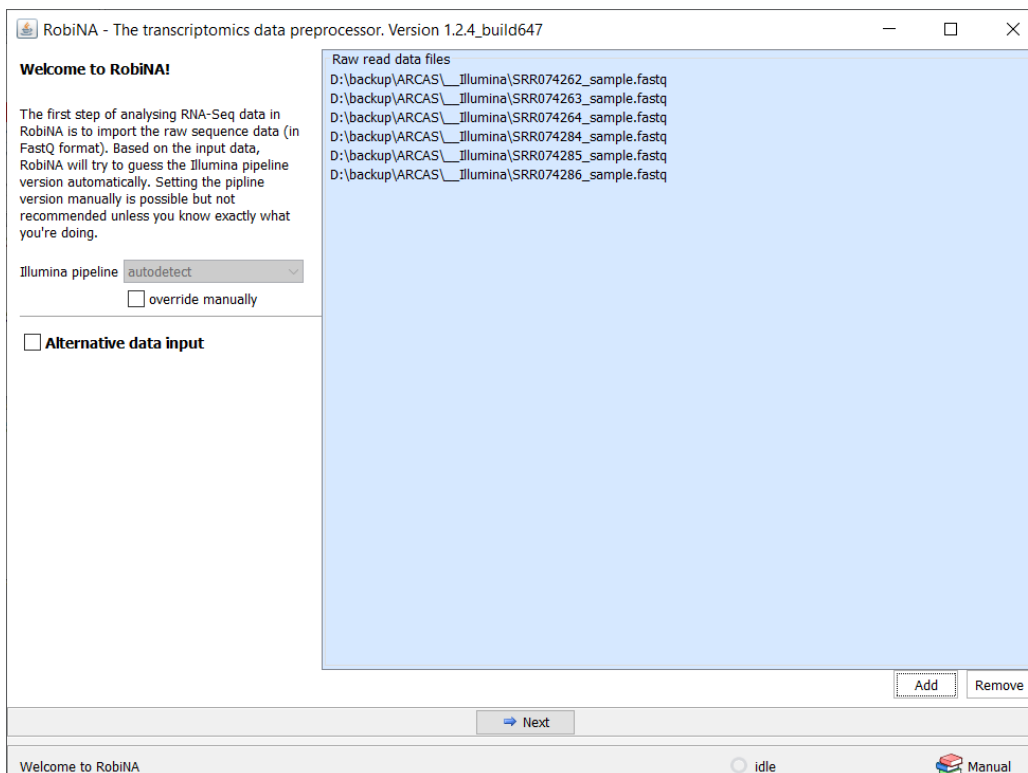 RobiNA - The transcriptomics data preprocessor. Version 1.2.4_build647
Welcome to RobiNA!
The first step of analysing RNA-Seq data in
RobiNA is to import the raw sequence data (in
FastQ format). Based on the input data,
RobiNA will try to guess the Illumina pipeline
version automatically. Setting the pipline
version manually is possible but not
recommended unless you know exactly what
you're doing.
Illumina pipeline autodetect
override manually
Alternative data input
Raw read data files
D:\backup\ARCAS\__Illumina\SRR074262_sample.fastq
D:\backup\ARCAS\__Illumina\SRR074263_sample.fastq
D:\backup\ARCAS\__Illumina\SRR074264_sample.fastq
D:\backup\ARCAS\__Illumina\SRR074284_sample.fastq
D:\backup\ARCAS\__Illumina\SRR074285_sample.fastq
D:\backup\ARCAS\__Illumina\SRR074286_sample.fastq
Add Remove
Next
Welcome to RobiNA idle Manual